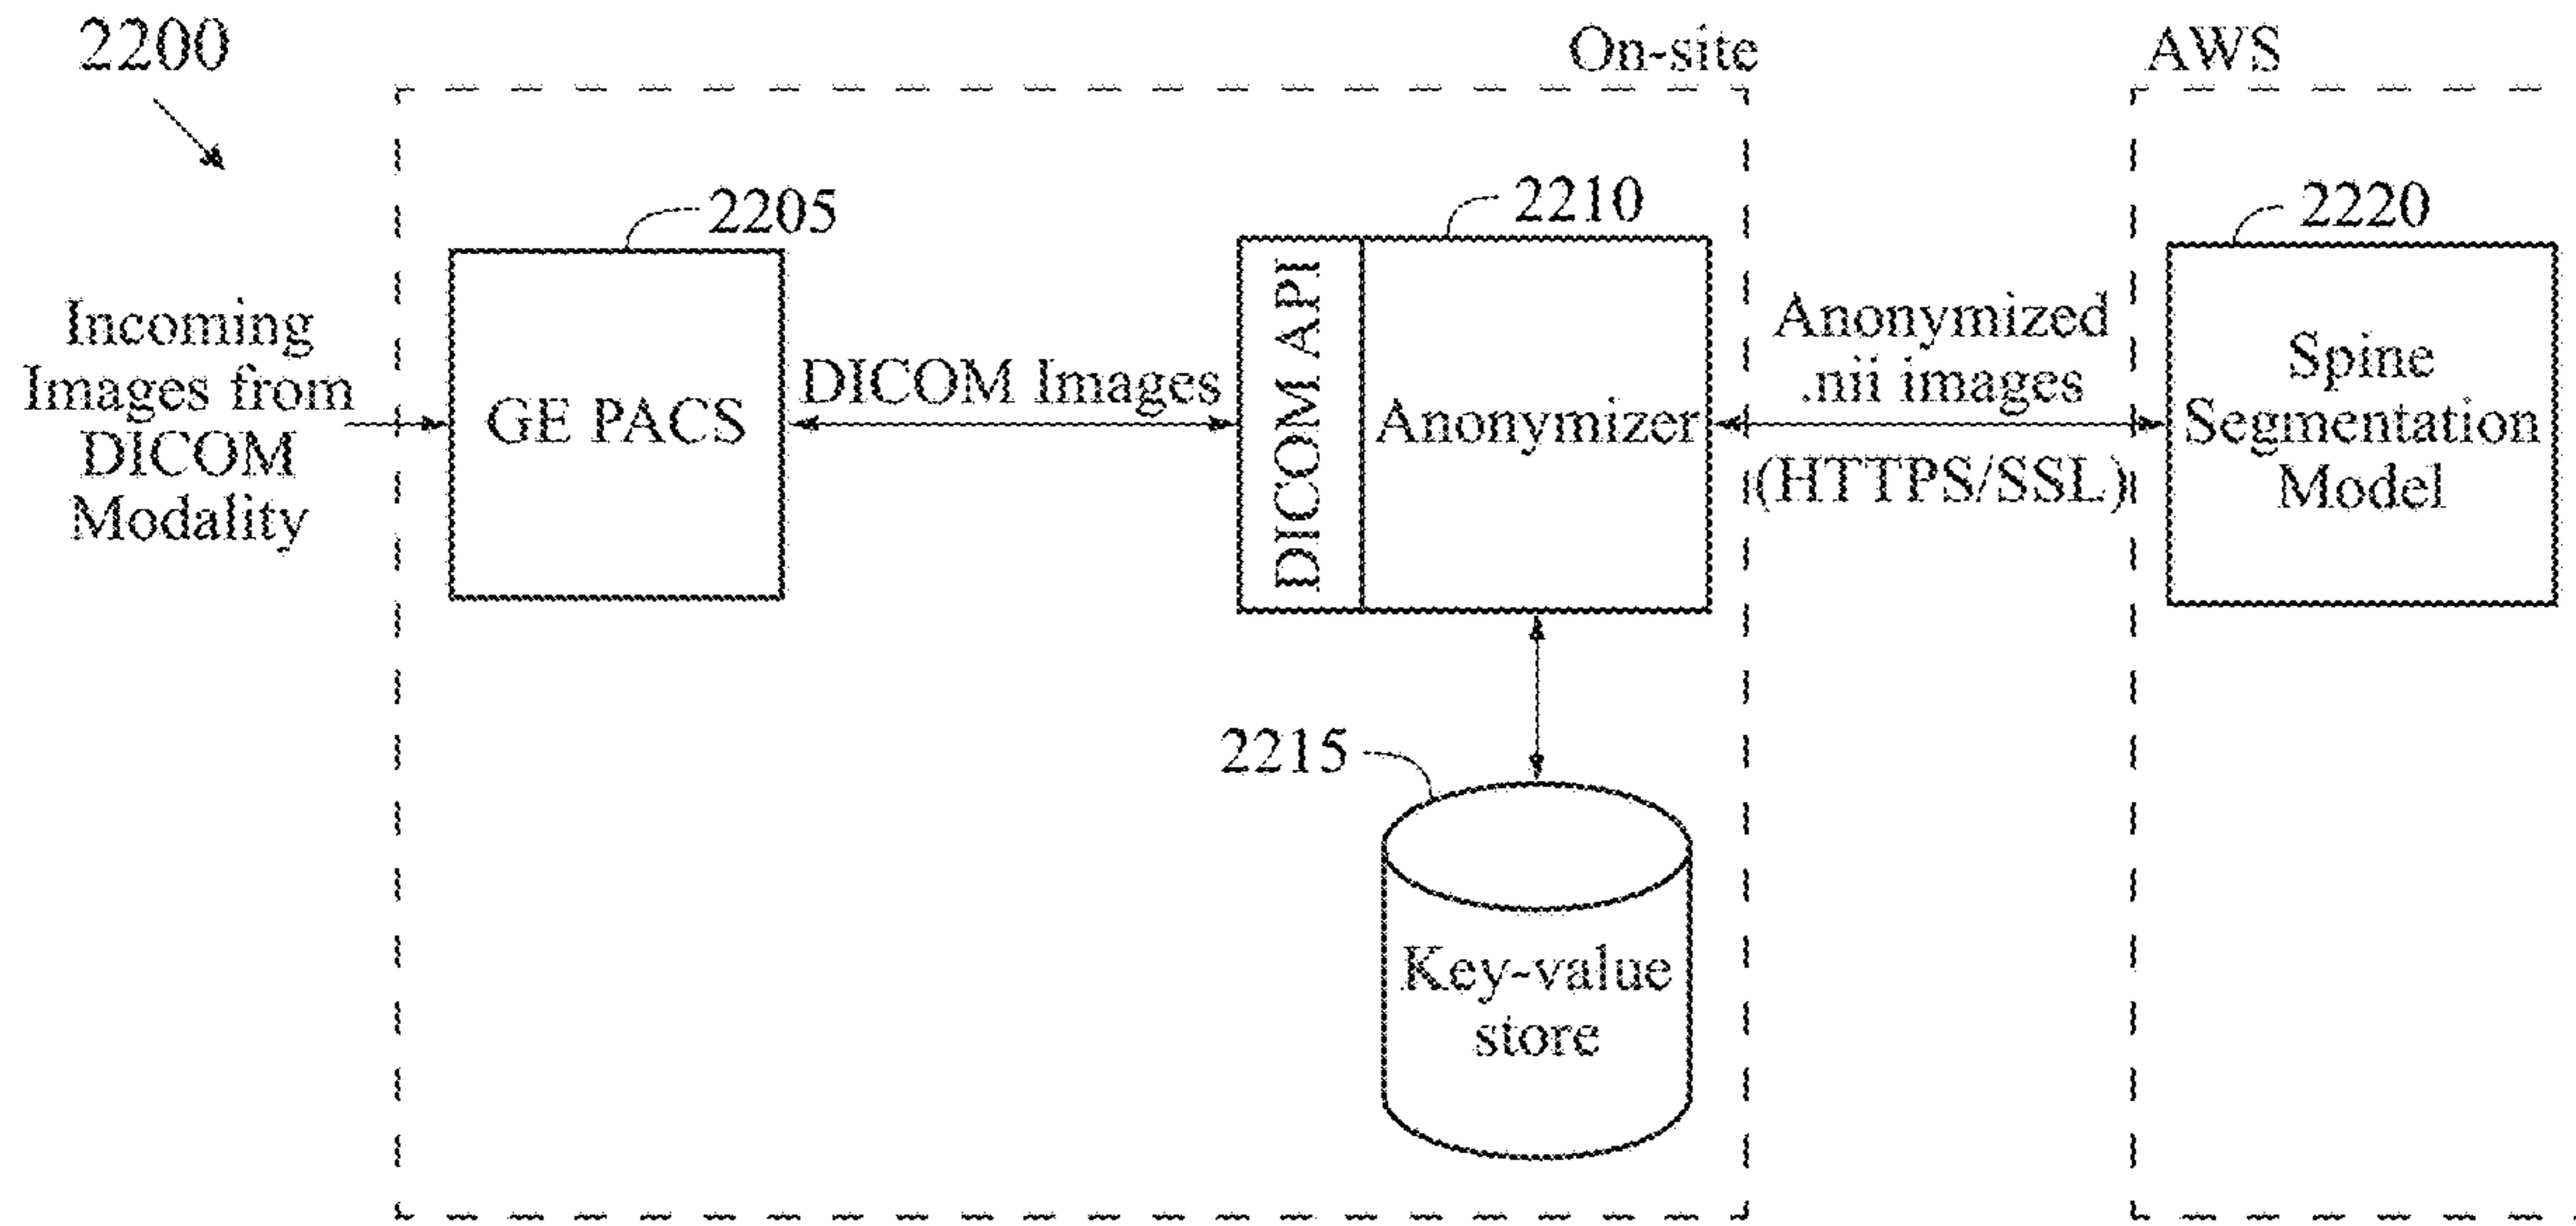 2200
On-site
AWS
2205
2210
2220
Incoming
Images from
DICOM
Modality
GE PACS
DICOM Images
DICOM API
Anonymizer
Anonymized
.nii images
(HTTPS/SSL)
Spine
Segmentation
Model
2215
Key-value
store